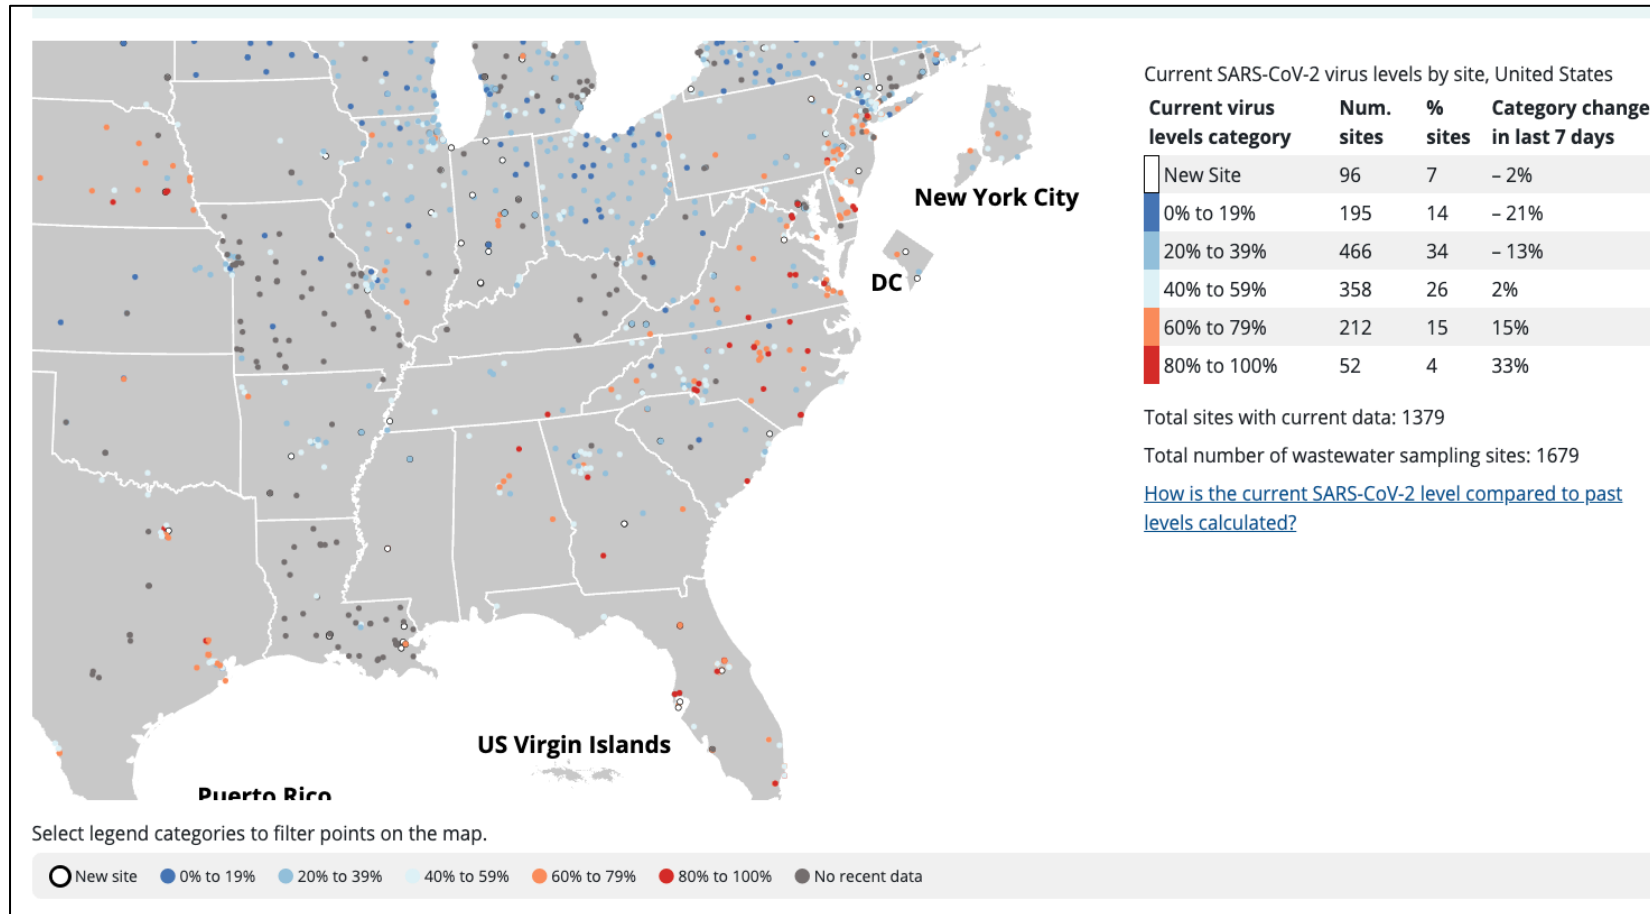 New York City
DC
US Virgin Islands
Puerto Rico
Current SARS-CoV-2 virus levels by site, United States
Current virus levels category Num. sites % sites Category change in last 7 days
New Site 96 7 – 2%
0% to 19% 195 14 – 21%
20% to 39% 466 34 – 13%
40% to 59% 358 26 2%
60% to 79% 212 15 15%
80% to 100% 52 4 33%
Total sites with current data: 1379
Total number of wastewater sampling sites: 1679
How is the current SARS-CoV-2 level compared to past
levels calculated?
Select legend categories to filter points on the map.
New site 0% to 19% 20% to 39% 40% to 59% 60% to 79% 80% to 100% No recent data